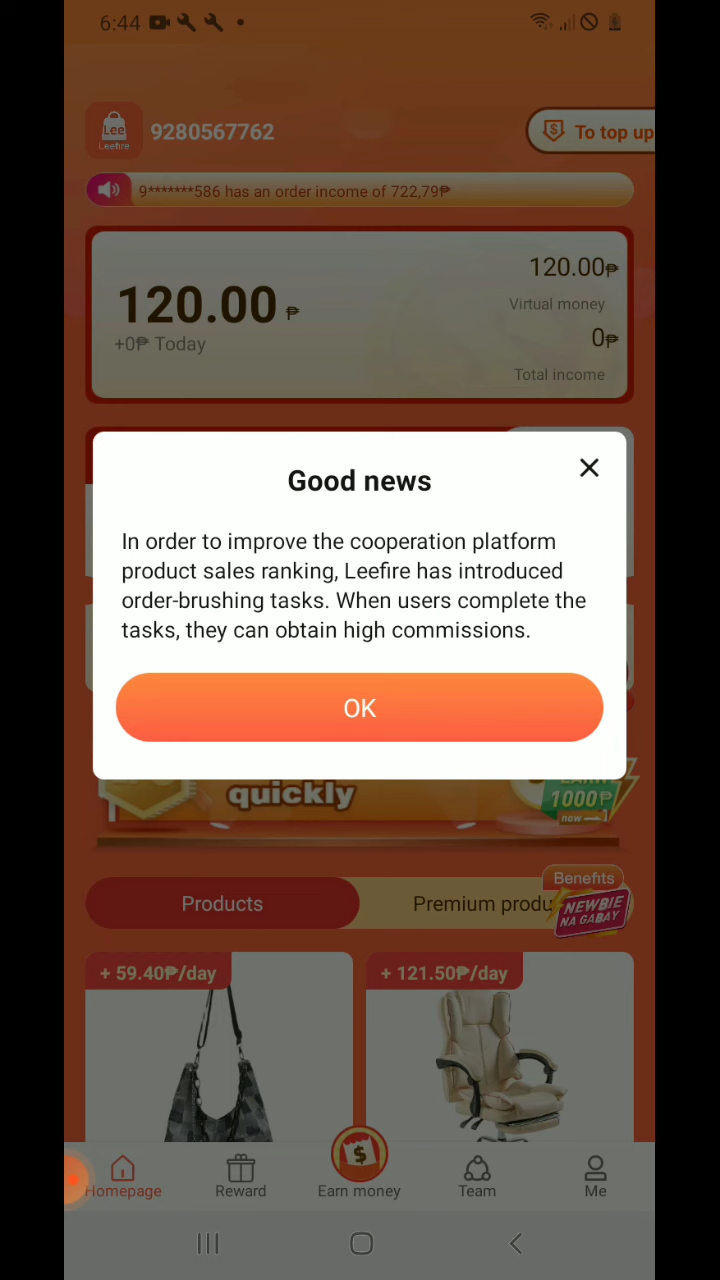 6:44
Lee
Leefire
9280567762
To top up
9*******586 has an order income of 722,79₱
120.00₱
120.00 ₱
Virtual money
+0₱ Today
0₱
Total income
Good news
In order to improve the cooperation platform
product sales ranking, Leefire has introduced
order-brushing tasks. When users complete the
tasks, they can obtain high commissions.
OK
quickly
1000₱
now
Benefits
Products
Premium produ
NEWBIE
NA GABAY
+ 59.40₱/day
+ 121.50₱/day
Homepage
Reward
Earn money
Team
Me